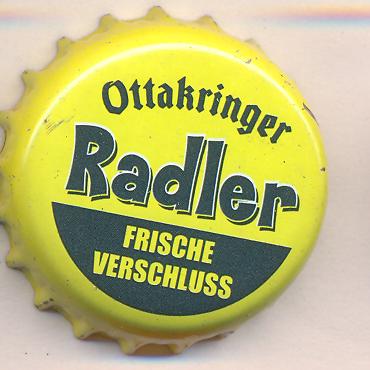 Ottakringer
Radler
FRISCHE
VERSCHLUSS